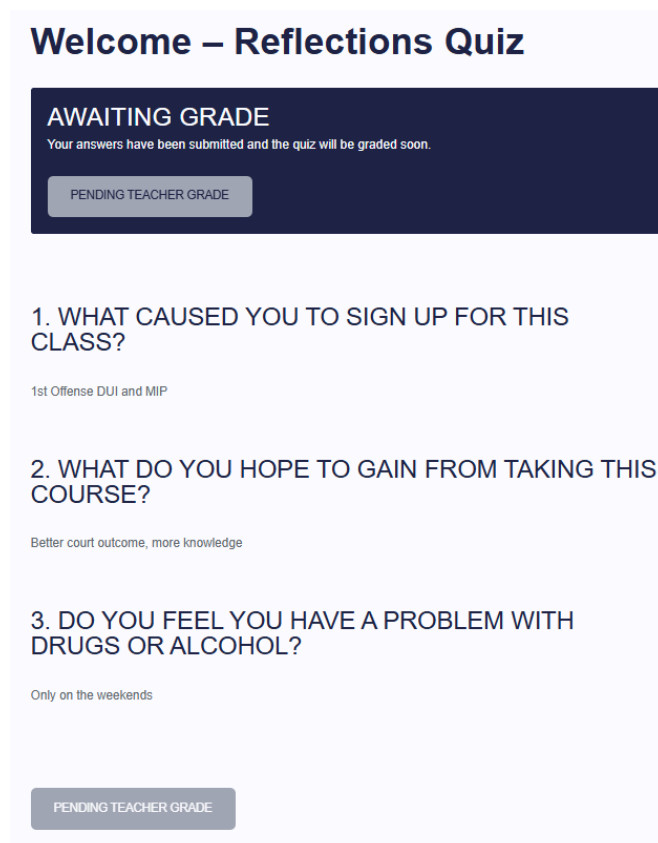 Welcome – Reflections Quiz
AWAITING GRADE
Your answers have been submitted and the quiz will be graded soon.
PENDING TEACHER GRADE
1. WHAT CAUSED YOU TO SIGN UP FOR THIS
CLASS?
1st Offense DUI and MIP
2. WHAT DO YOU HOPE TO GAIN FROM TAKING THIS
COURSE?
Better court outcome, more knowledge
3. DO YOU FEEL YOU HAVE A PROBLEM WITH
DRUGS OR ALCOHOL?
Only on the weekends
PENDING TEACHER GRADE